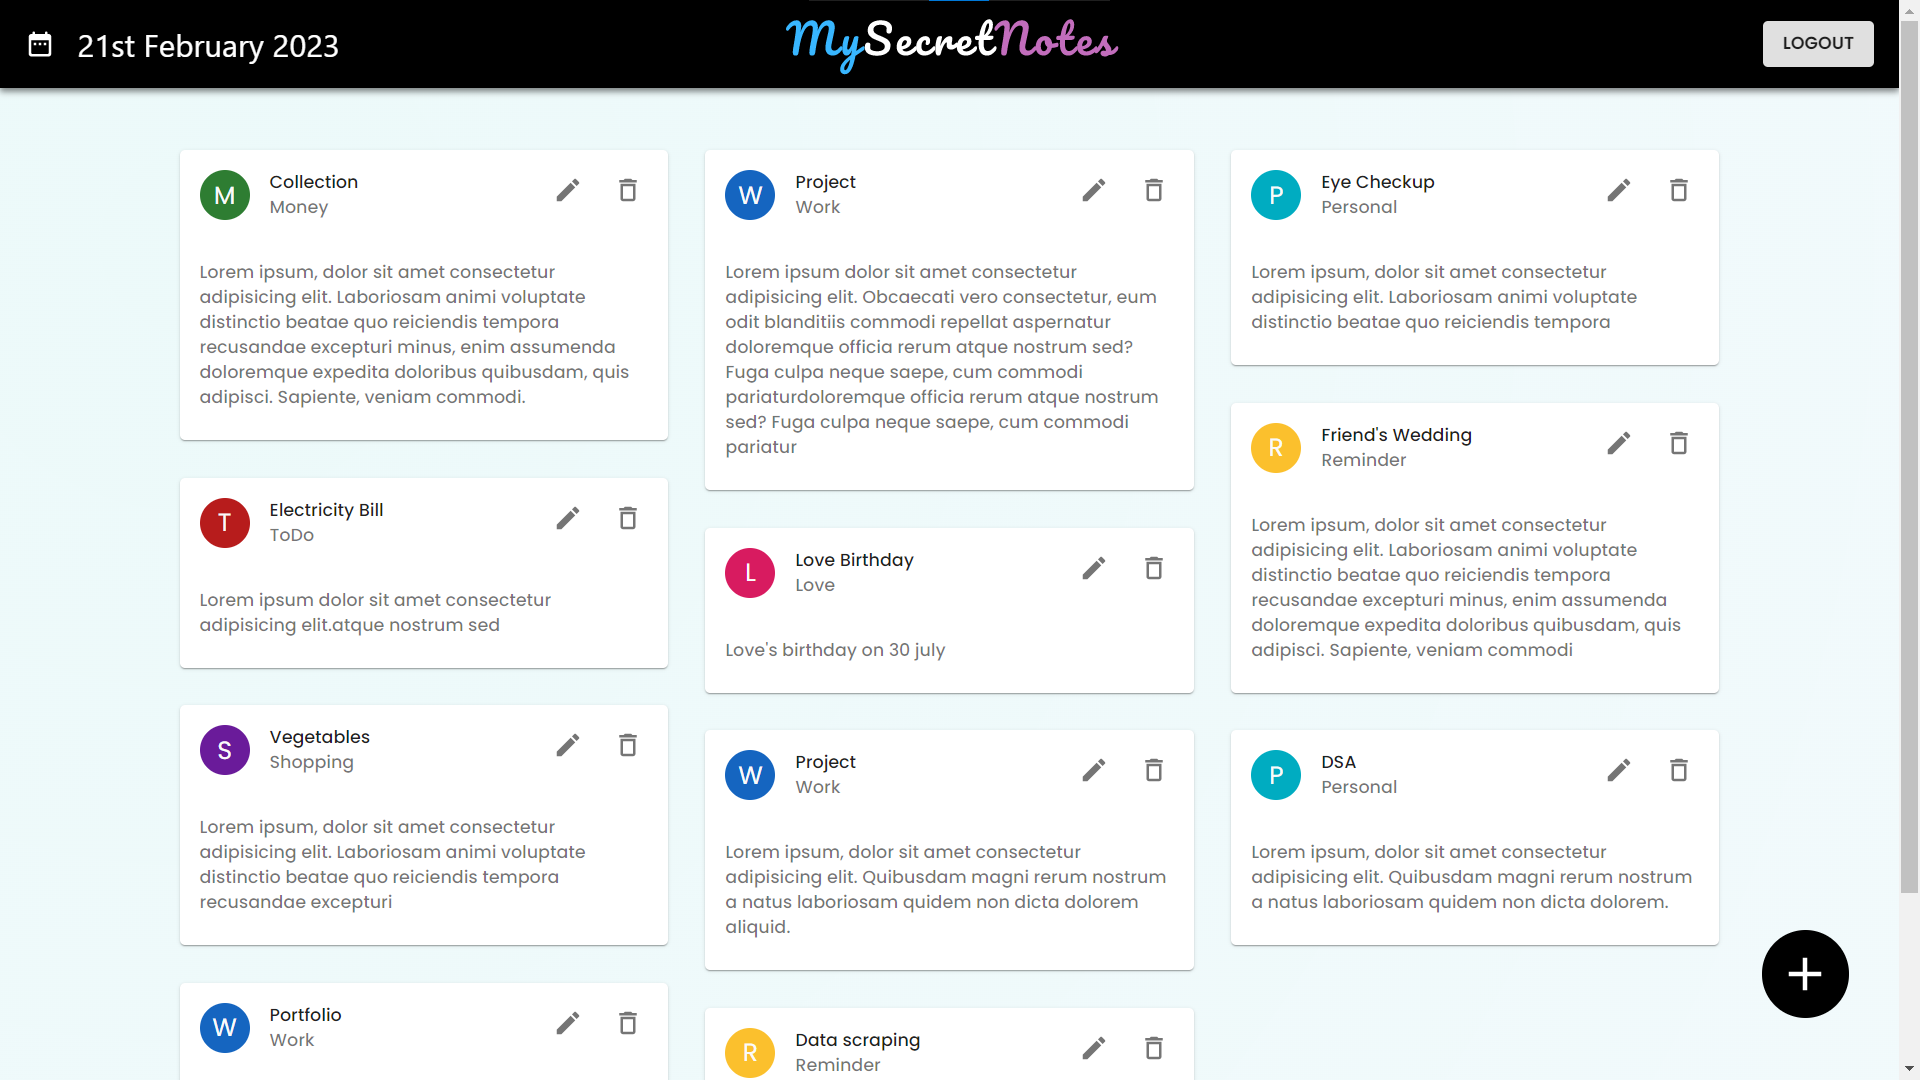 21st February 2023
MySecretNotes
LOGOUT
M
Collection
Money
Lorem ipsum, dolor sit amet consectetur
adipisicing elit. Laboriosam animi voluptate
distinctio beatae quo reiciendis tempora
recusandae excepturi minus, enim assumenda
doloremque expedita doloribus quibusdam, quis
adipisci. Sapiente, veniam commodi.
T
Electricity Bill
ToDo
Lorem ipsum dolor sit amet consectetur
adipisicing elit.atque nostrum sed
S
Vegetables
Shopping
Lorem ipsum, dolor sit amet consectetur
adipisicing elit. Laboriosam animi voluptate
distinctio beatae quo reiciendis tempora
recusandae excepturi
W
Portfolio
Work
W
Project
Work
Lorem ipsum dolor sit amet consectetur
adipisicing elit. Obcaecati vero consectetur, eum
odit blanditiis commodi repellat aspernatur
doloremque officia rerum atque nostrum sed?
Fuga culpa neque saepe, cum commodi
pariaturdoloremque officia rerum atque nostrum
sed? Fuga culpa neque saepe, cum commodi
pariatur
L
Love Birthday
Love
Love's birthday on 30 july
W
Project
Work
Lorem ipsum, dolor sit amet consectetur
adipisicing elit. Quibusdam magni rerum nostrum
a natus laboriosam quidem non dicta dolorem
aliquid.
R
Data scraping
Reminder
P
Eye Checkup
Personal
Lorem ipsum, dolor sit amet consectetur
adipisicing elit. Laboriosam animi voluptate
distinctio beatae quo reiciendis tempora
R
Friend's Wedding
Reminder
Lorem ipsum, dolor sit amet consectetur
adipisicing elit. Laboriosam animi voluptate
distinctio beatae quo reiciendis tempora
recusandae excepturi minus, enim assumenda
doloremque expedita doloribus quibusdam, quis
adipisci. Sapiente, veniam commodi
P
DSA
Personal
Lorem ipsum, dolor sit amet consectetur
adipisicing elit. Quibusdam magni rerum nostrum
a natus laboriosam quidem non dicta dolorem.